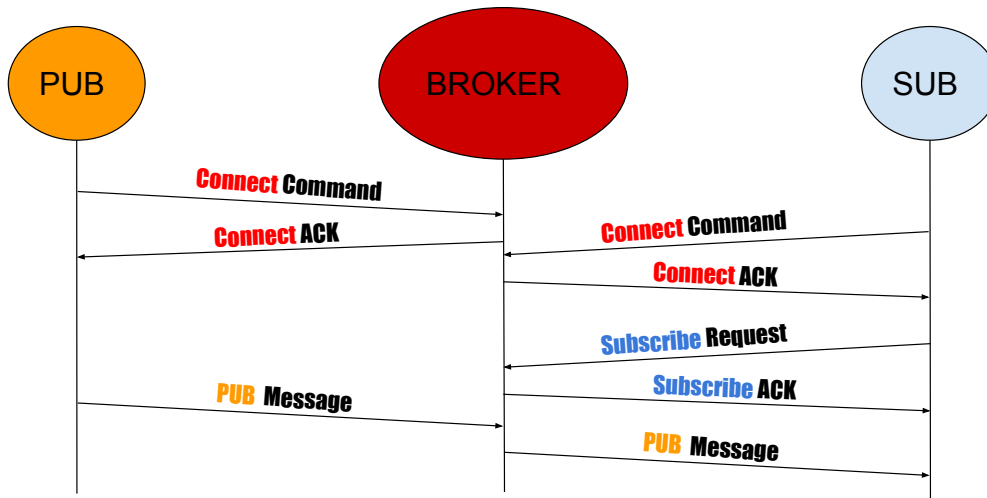 PUB
BROKER
SUB
Connect Command
Connect ACK
Connect Command
Connect ACK
Subscribe Request
Subscribe ACK
PUB Message
PUB Message